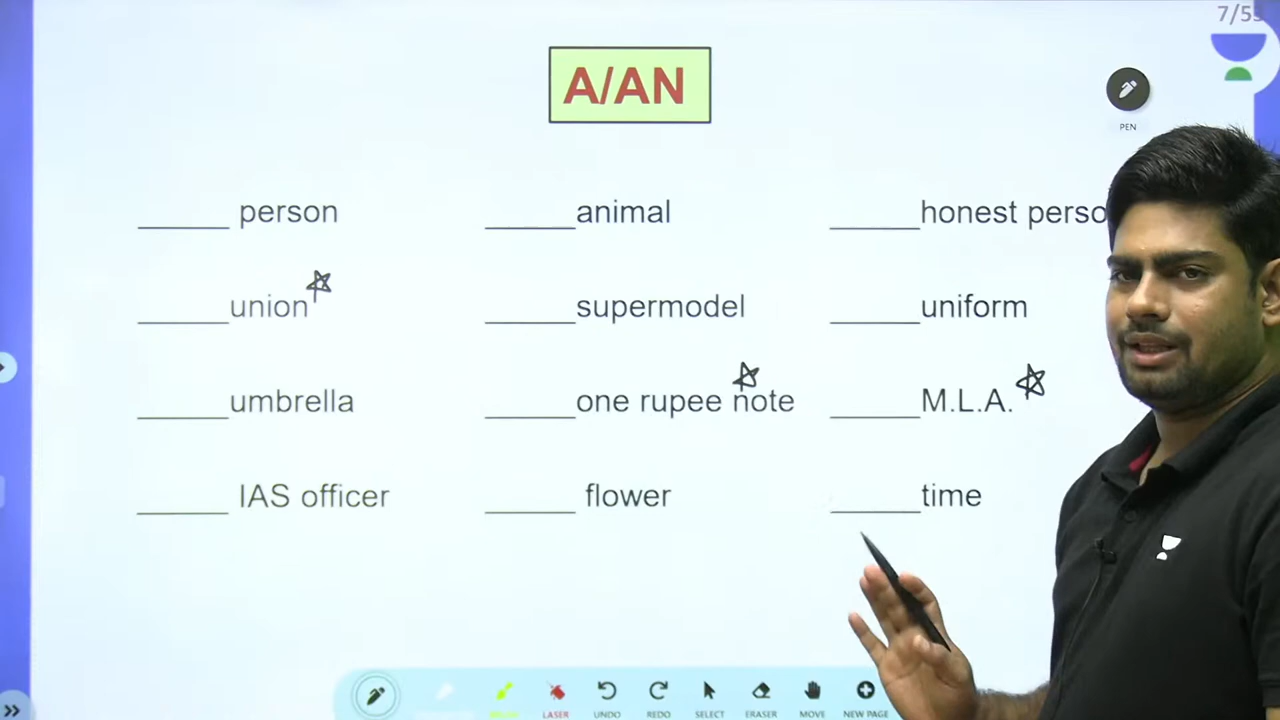 7/53
A/AN
PEN
______ person ______animal ______honest perso
______union ______supermodel ______uniform
______umbrella ______one rupee note ______M.L.A.
______ IAS officer ______ flower ______time
LASER UNDO REDO SELECT ERASER MOVE NEW PAGE